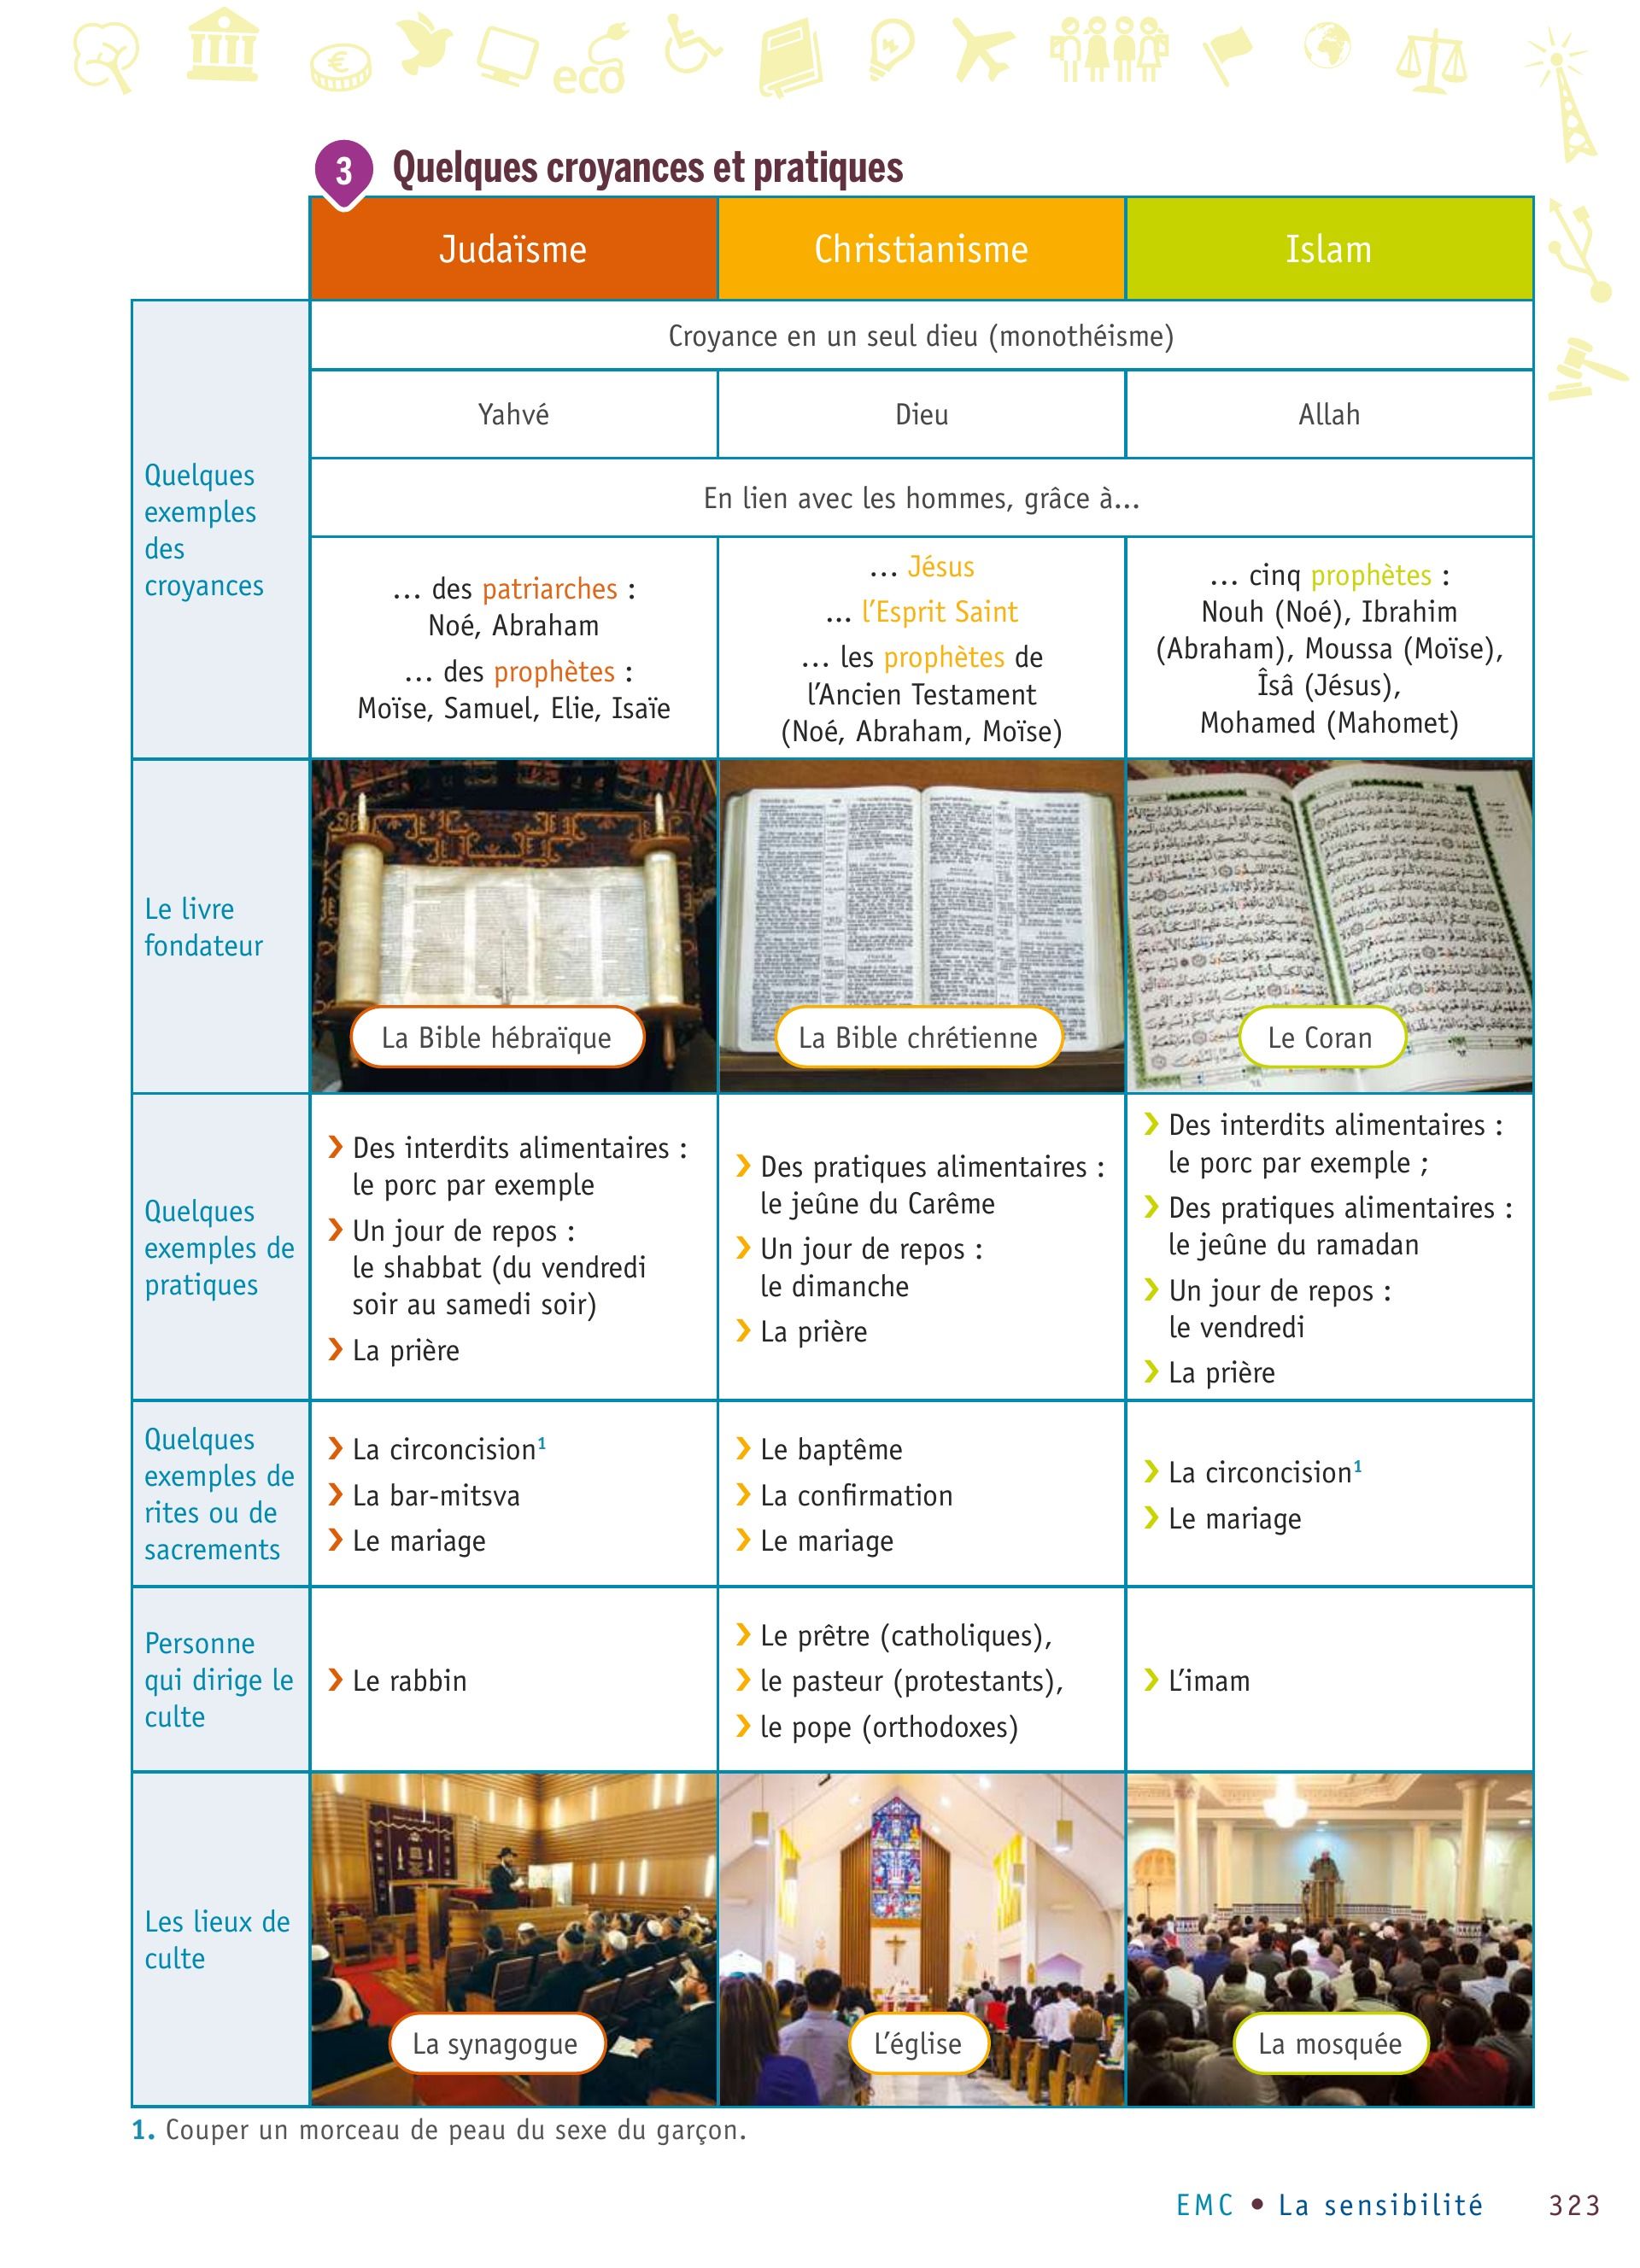 eco
3 Quelques croyances et pratiques
Judaïsme
Christianisme
Islam
Quelques
exemples
des
croyances
Croyance en un seul dieu (monothéisme)
Yahvé
Dieu
Allah
En lien avec les hommes, grâce à...
... des patriarches :
Noé, Abraham
... des prophètes :
Moïse, Samuel, Elie, Isaïe
... Jésus
... l'Esprit Saint
... les prophètes de
l'Ancien Testament
(Noé, Abraham, Moïse)
... cinq prophètes :
Nouh (Noé), Ibrahim
(Abraham), Moussa (Moïse),
Îsâ (Jésus),
Mohamed (Mahomet)
Le livre
fondateur
La Bible hébraïque
La Bible chrétienne
Le Coran
Quelques
exemples de
pratiques
› Des interdits alimentaires :
le porc par exemple
› Un jour de repos :
le shabbat (du vendredi
soir au samedi soir)
› La prière
› Des pratiques alimentaires :
le jeûne du Carême
› Un jour de repos :
le dimanche
› La prière
› Des interdits alimentaires :
le porc par exemple ;
› Des pratiques alimentaires :
le jeûne du ramadan
› Un jour de repos :
le vendredi
› La prière
Quelques
exemples de
rites ou de
sacrements
› La circoncision¹
› La bar-mitsva
› Le mariage
› Le baptême
› La confirmation
› Le mariage
› La circoncision¹
› Le mariage
Personne
qui dirige le
culte
› Le rabbin
› Le prêtre (catholiques),
› le pasteur (protestants),
› le pope (orthodoxes)
› L'imam
Les lieux de
culte
La synagogue
L'église
La mosquée
1. Couper un morceau de peau du sexe du garçon.
EMC • La sensibilité 323